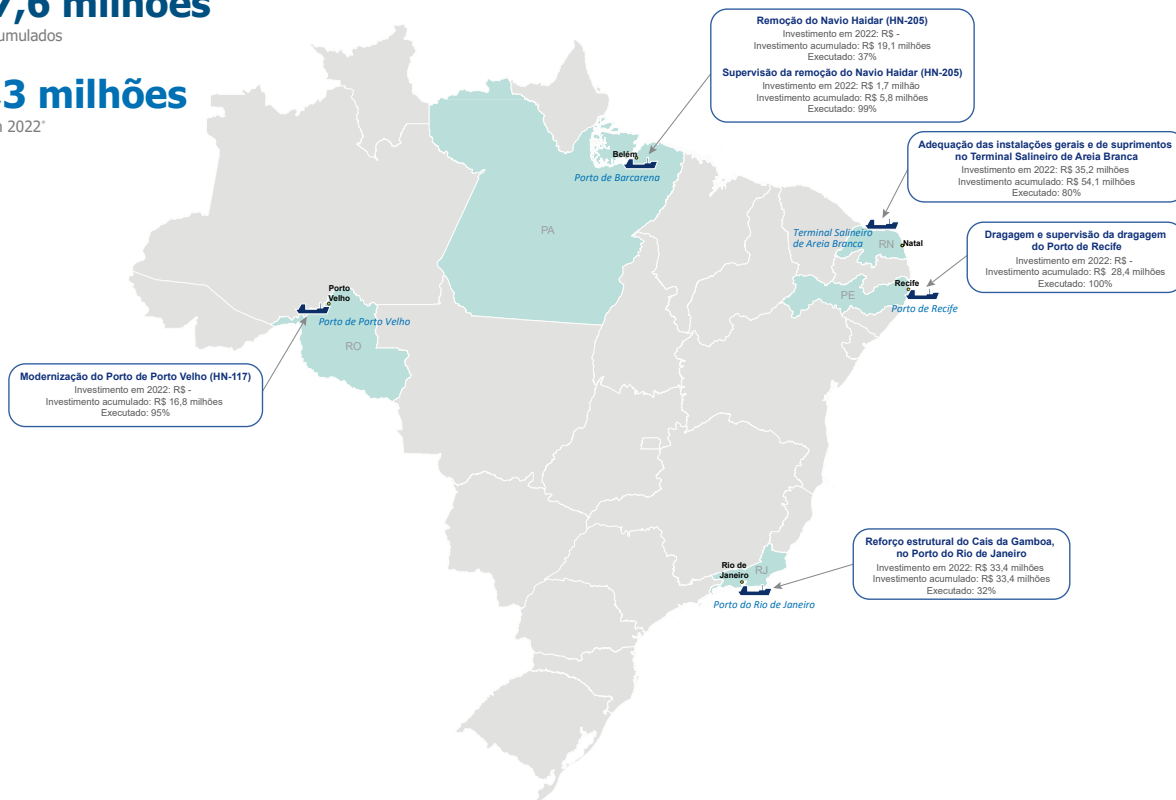 7,6 milhões
umulados
,3 milhões
2022*
Remoção do Navio Haidar (HN-205)
Investimento em 2022: R$ -
Investimento acumulado: R$ 19,1 milhões
Executado: 37%
Supervisão da remoção do Navio Haidar (HN-205)
Investimento em 2022: R$ 1,7 milhão
Investimento acumulado: R$ 5,8 milhões
Executado: 99%
Belém
Porto de Barcarena
PA
Adequação das instalações gerais e de suprimentos
no Terminal Salineiro de Areia Branca
Investimento em 2022: R$ 35,2 milhões
Investimento acumulado: R$ 54,1 milhões
Executado: 80%
Terminal Salineiro
de Areia Branca
RN
Natal
Dragagem e supervisão da dragagem
do Porto de Recife
Investimento em 2022: R$ -
Investimento acumulado: R$ 28,4 milhões
Executado: 100%
Recife
PE
Porto de Recife
Porto
Velho
Porto de Porto Velho
RO
Modernização do Porto de Porto Velho (HN-117)
Investimento em 2022: R$ -
Investimento acumulado: R$ 16,8 milhões
Executado: 95%
Reforço estrutural do Cais da Gamboa,
no Porto do Rio de Janeiro
Investimento em 2022: R$ 33,4 milhões
Investimento acumulado: R$ 33,4 milhões
Executado: 32%
Rio de
Janeiro
RJ
Porto do Rio de Janeiro